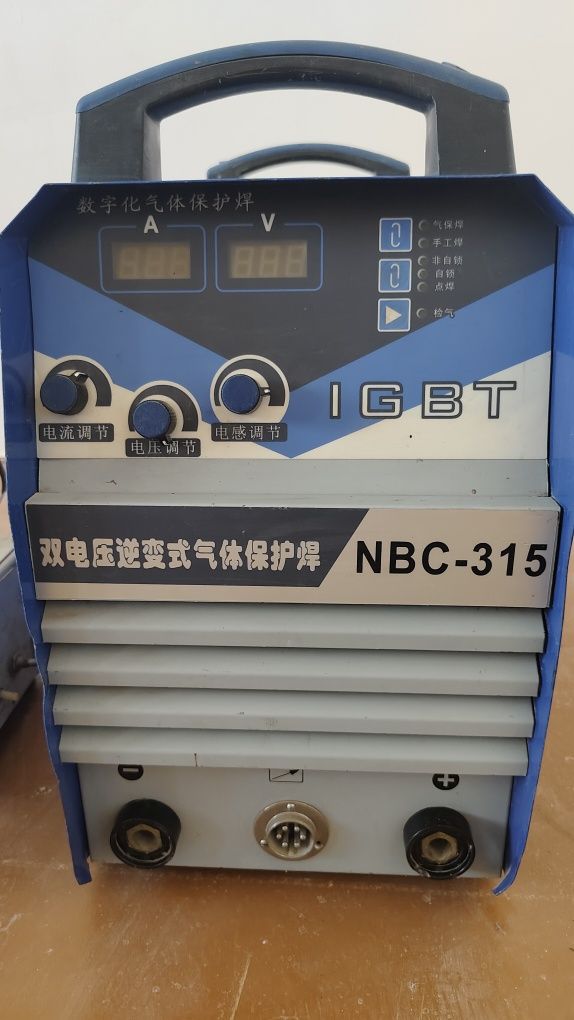 数字化气体保护焊
A
V
气保焊
手工焊
非自锁
自锁
点焊
检气
电流调节
电压调节
电感调节
IGBT
双电压逆变式气体保护焊
NBC-315
- +